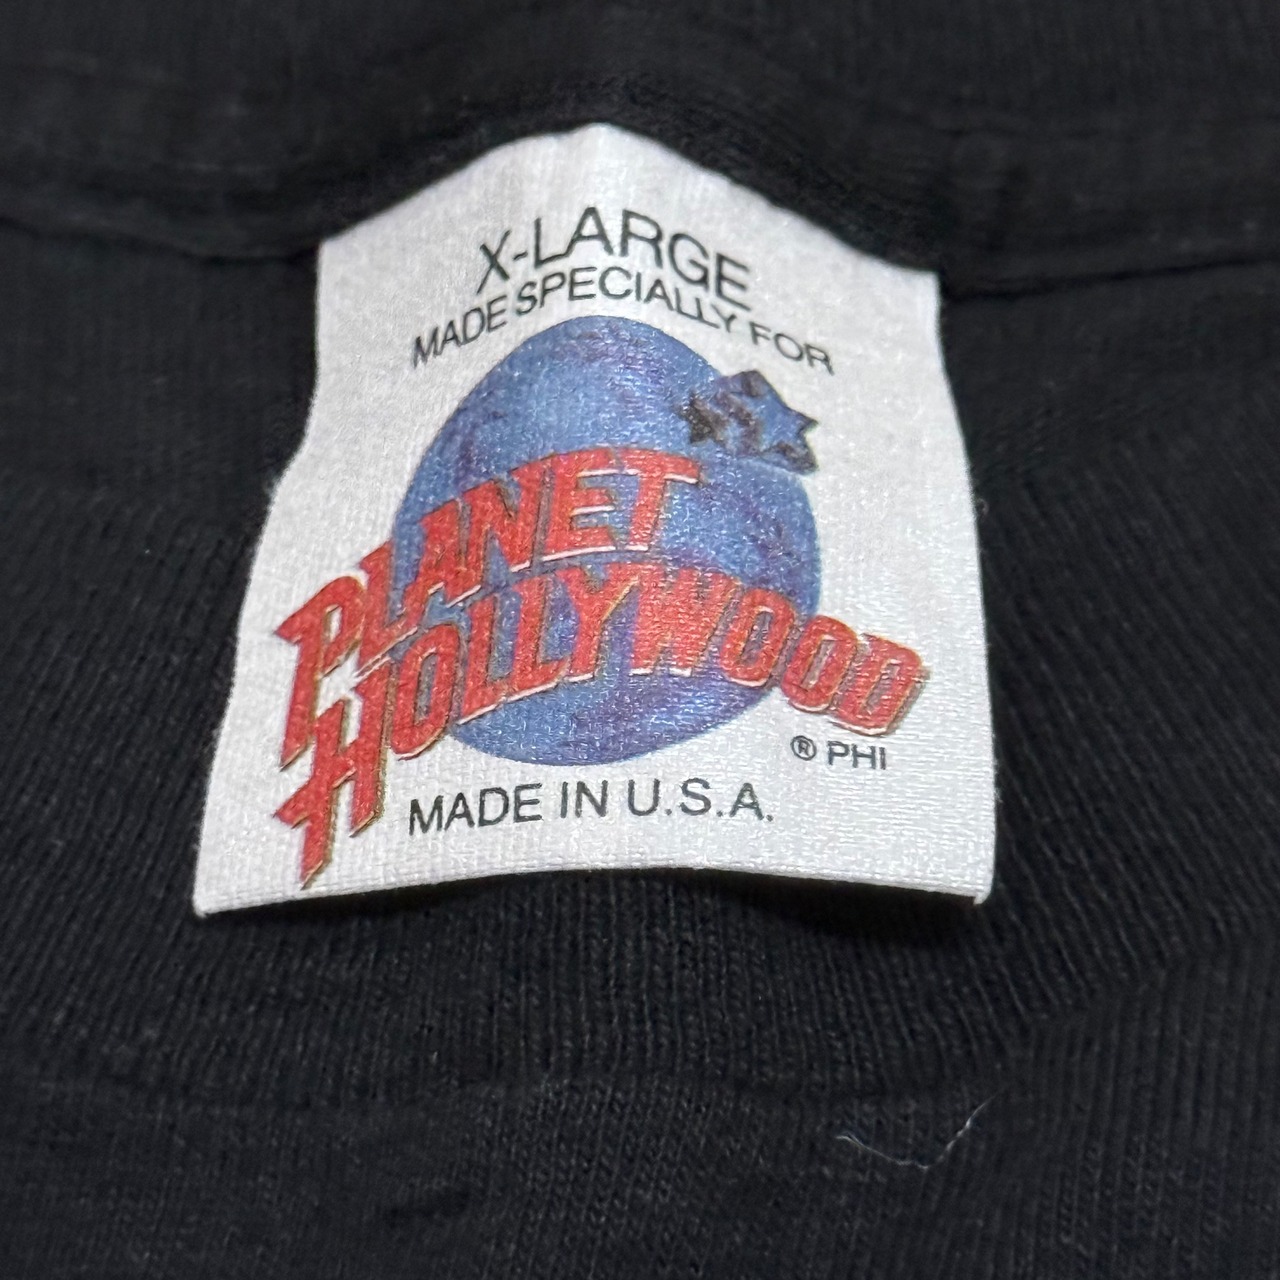 X-LARGE
MADE SPECIALLY FOR
PLANET
HOLLYWOOD
® PHI
MADE IN U.S.A.